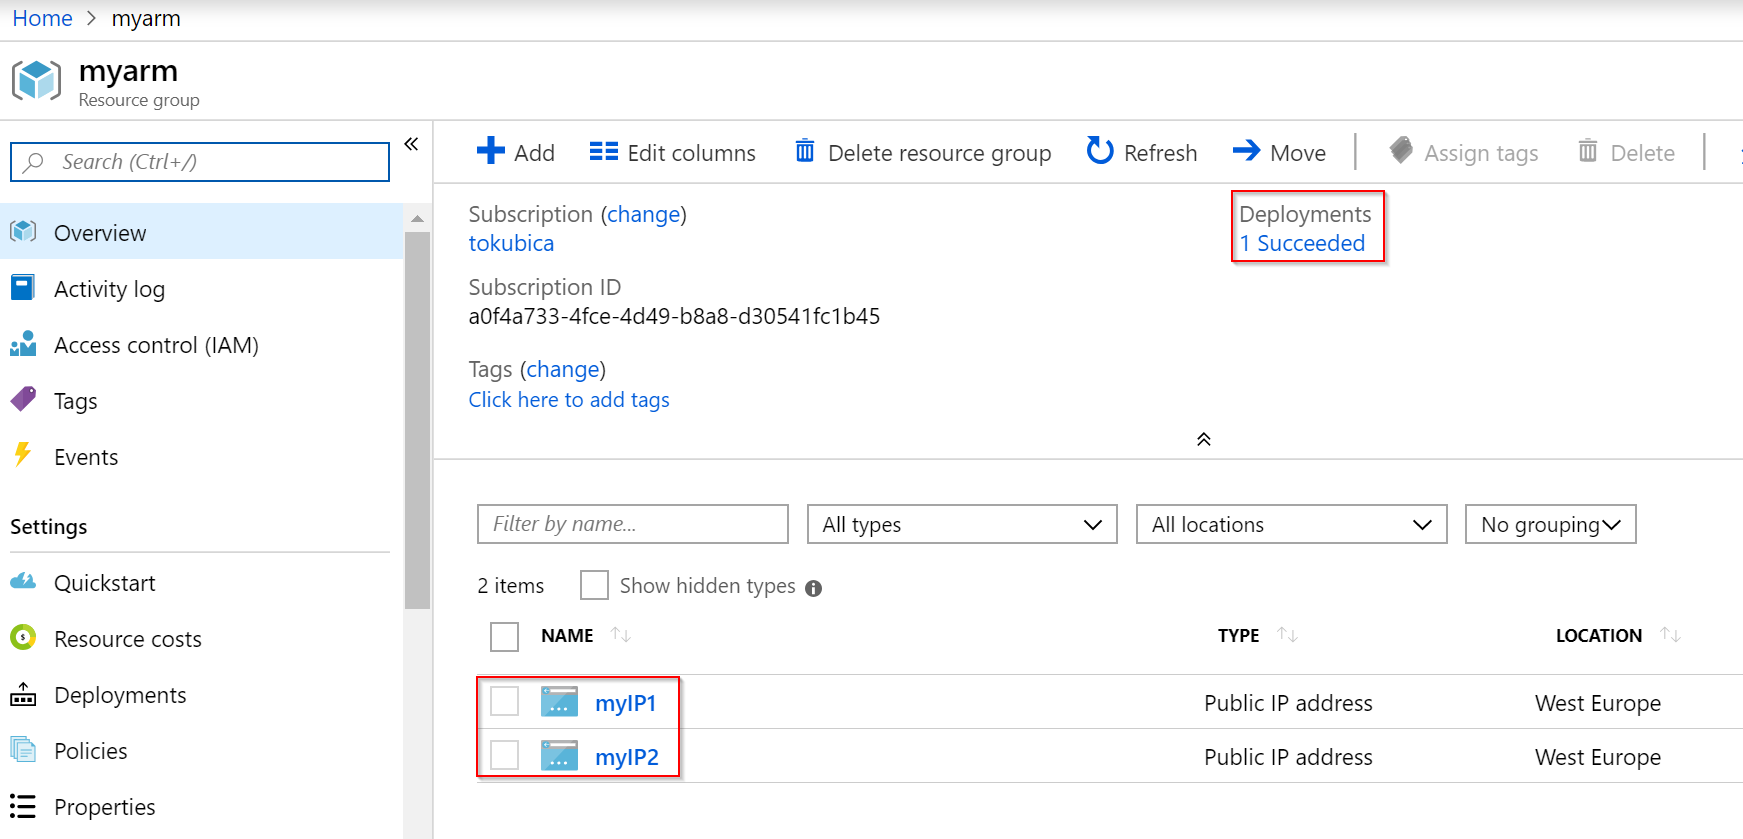 Home > myarm
myarm
Resource group
Search (Ctrl+/)
Overview
Activity log
Access control (IAM)
Tags
Events
Settings
Quickstart
Resource costs
Deployments
Policies
Properties
Add Edit columns Delete resource group Refresh Move Assign tags Delete
Subscription (change)
tokubica
Deployments
1 Succeeded
Subscription ID
a0f4a733-4fce-4d49-b8a8-d30541fc1b45
Tags (change)
Click here to add tags
Filter by name... All types All locations No grouping
2 items Show hidden types
NAME TYPE LOCATION
myIP1 Public IP address West Europe
myIP2 Public IP address West Europe